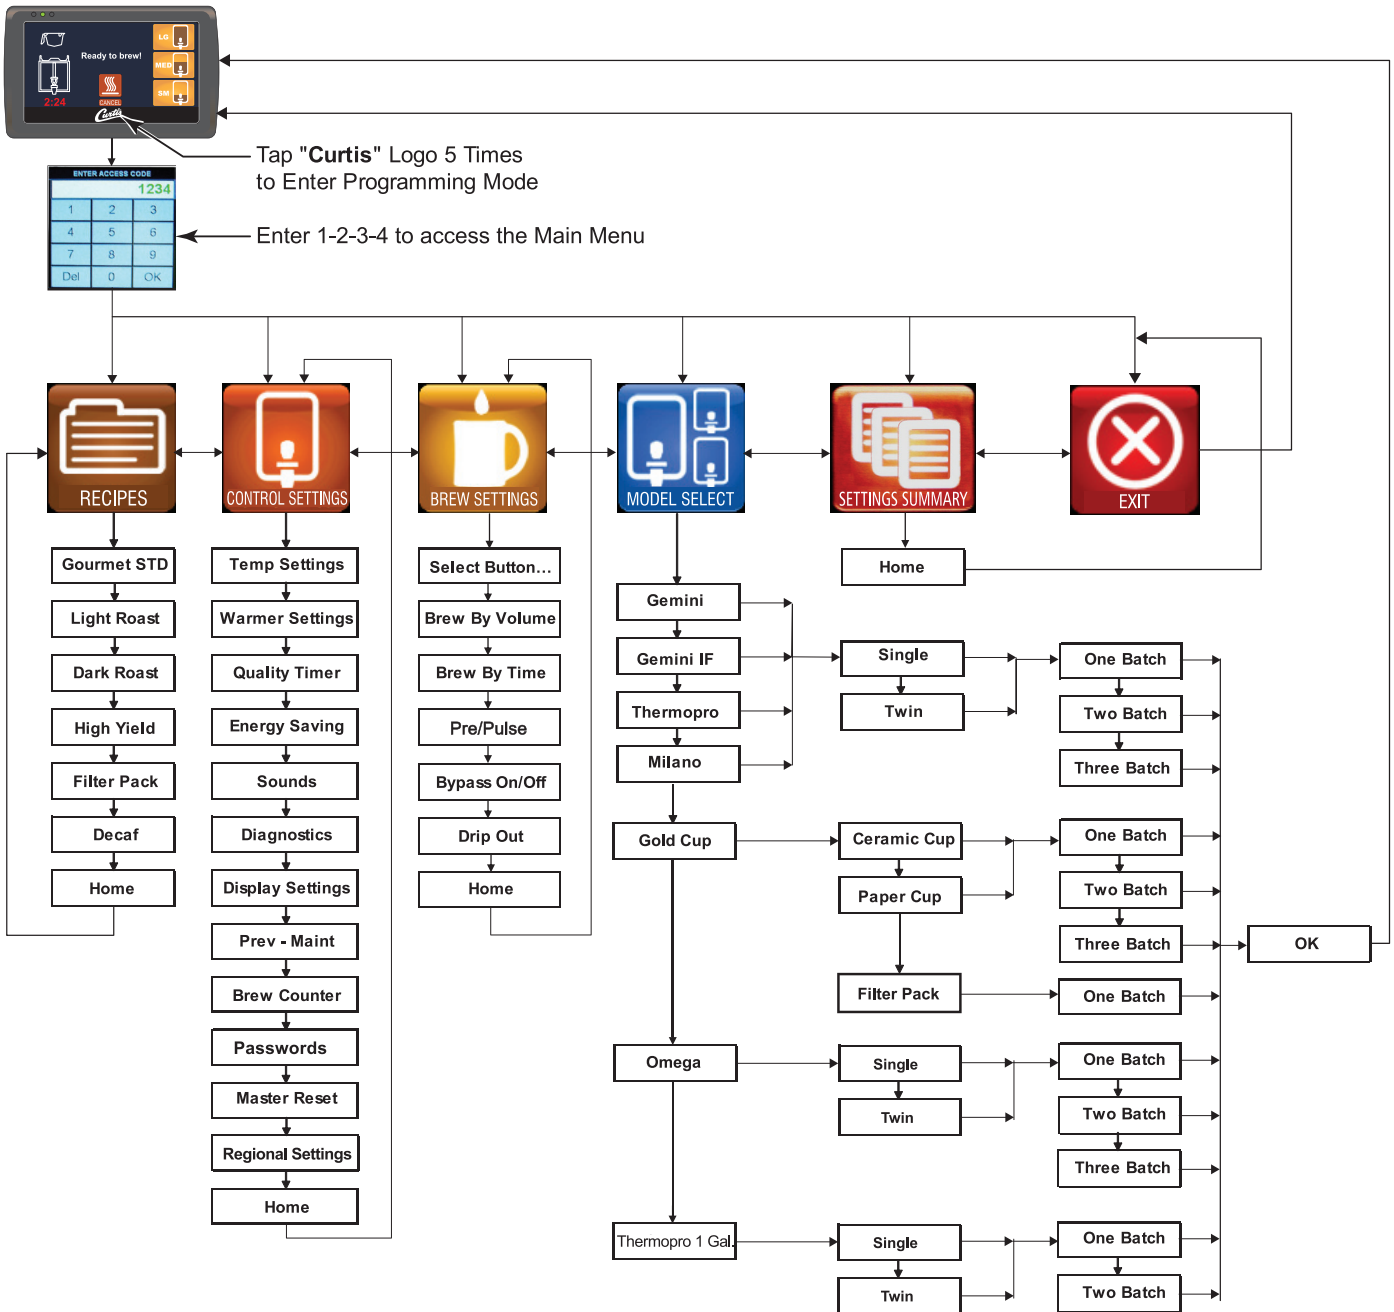 Ready to brew!
LG
MED
SM
2:24
CANCEL
Curtis
Tap "Curtis" Logo 5 Times
to Enter Programming Mode
ENTER ACCESS CODE
1234
1 2 3
4 5 6
7 8 9
Del 0 OK
Enter 1-2-3-4 to access the Main Menu
RECIPES
Gourmet STD
Light Roast
Dark Roast
High Yield
Filter Pack
Decaf
Home
CONTROL SETTINGS
Temp Settings
Warmer Settings
Quality Timer
Energy Saving
Sounds
Diagnostics
Display Settings
Prev - Maint
Brew Counter
Passwords
Master Reset
Regional Settings
Home
BREW SETTINGS
Select Button...
Brew By Volume
Brew By Time
Pre/Pulse
Bypass On/Off
Drip Out
Home
MODEL SELECT
Gemini
Gemini IF
Thermopro
Milano
Single
Twin
One Batch
Two Batch
Three Batch
Gold Cup
Ceramic Cup
Paper Cup
One Batch
Two Batch
Three Batch
Filter Pack
One Batch
Omega
Single
Twin
One Batch
Two Batch
Three Batch
Thermopro 1 Gal.
Single
Twin
One Batch
Two Batch
OK
SETTINGS SUMMARY
Home
EXIT